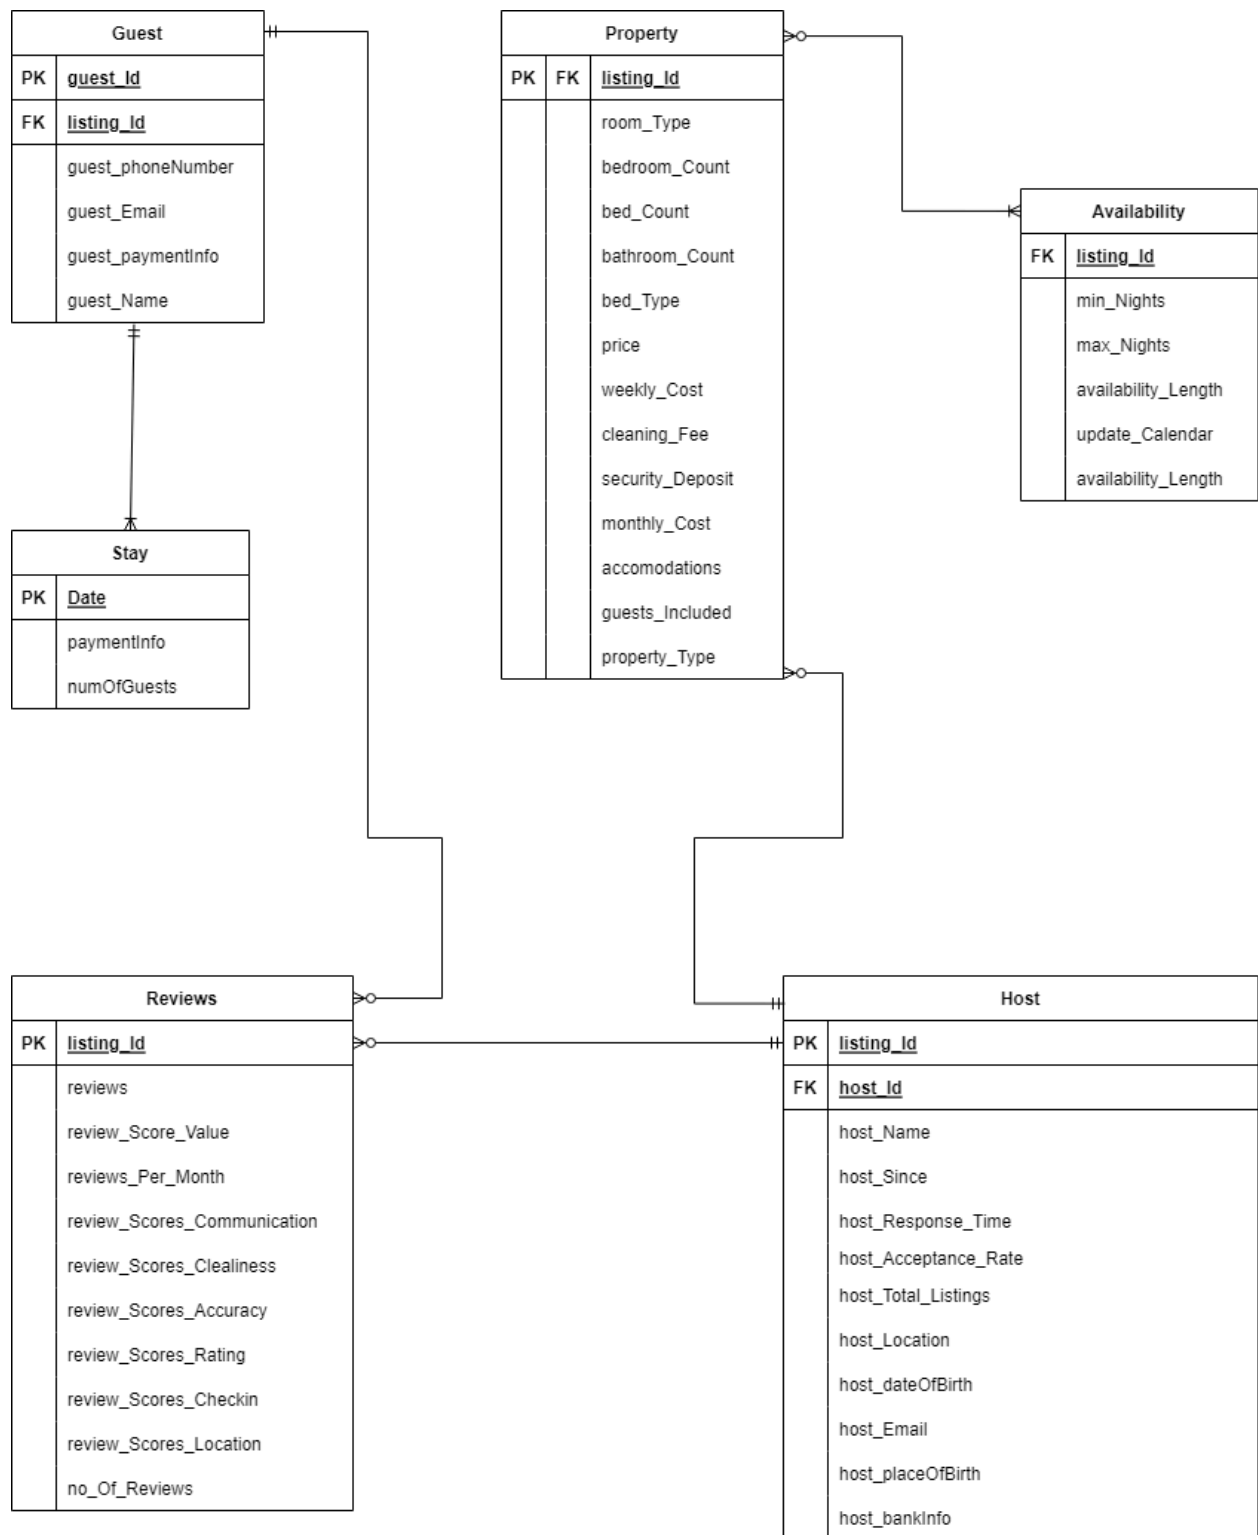 Guest
PK guest_Id
FK listing_Id
guest_phoneNumber
guest_Email
guest_paymentInfo
guest_Name
Property
PK FK listing_Id
room_Type
bedroom_Count
bed_Count
bathroom_Count
bed_Type
price
weekly_Cost
cleaning_Fee
security_Deposit
monthly_Cost
accomodations
guests_Included
property_Type
Availability
FK listing_Id
min_Nights
max_Nights
availability_Length
update_Calendar
availability_Length
Stay
PK Date
paymentInfo
numOfGuests
Reviews
PK listing_Id
reviews
review_Score_Value
reviews_Per_Month
review_Scores_Communication
review_Scores_Clealiness
review_Scores_Accuracy
review_Scores_Rating
review_Scores_Checkin
review_Scores_Location
no_Of_Reviews
Host
PK listing_Id
FK host_Id
host_Name
host_Since
host_Response_Time
host_Acceptance_Rate
host_Total_Listings
host_Location
host_dateOfBirth
host_Email
host_placeOfBirth
host_bankInfo